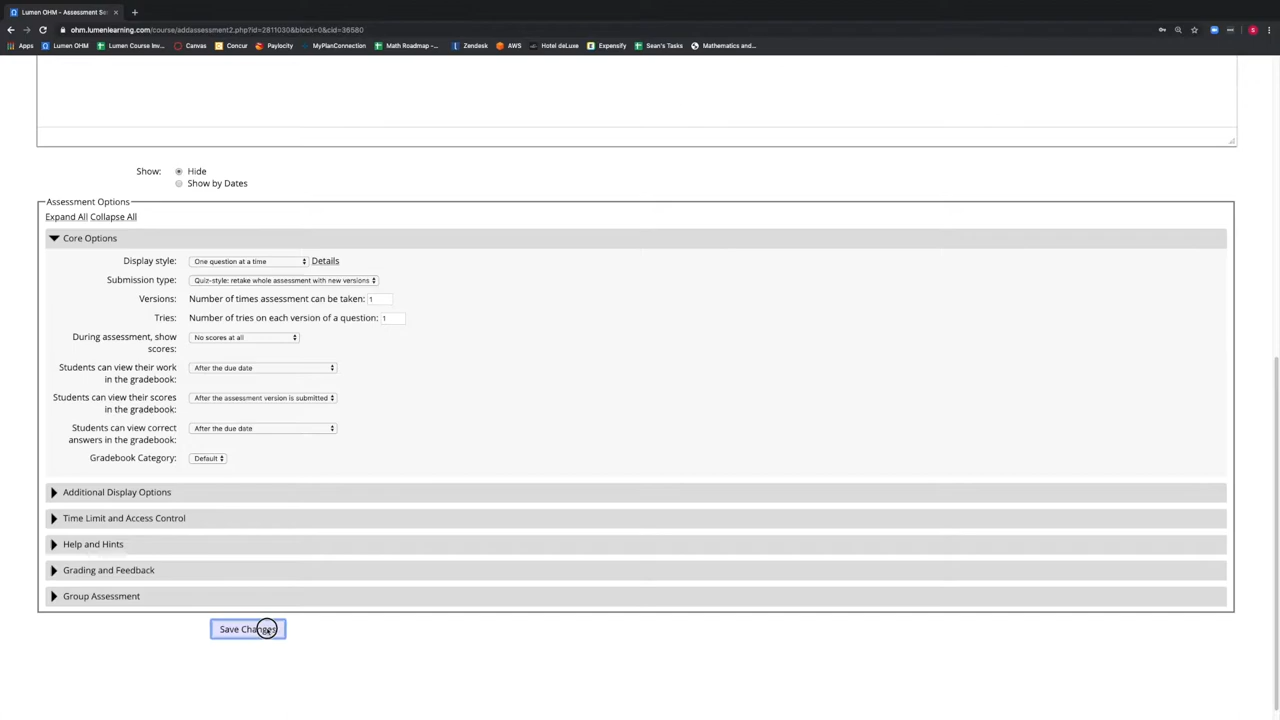 Lumen OHM - Assessment Se
ohm.lumenlearning.com/course/addassessment2.php?id=2811030&block=0&cid=36580
Apps Lumen OHM Lumen Course Inv... Canvas Concur Paylocity MyPlanConnection Math Roadmap -... Zendesk AWS Hotel deLuxe Expensify Sean's Tasks Mathematics and...
Show: Hide
Show by Dates
Assessment Options
Expand All Collapse All
Core Options
Display style: One question at a time Details
Submission type: Quiz-style: retake whole assessment with new versions
Versions: Number of times assessment can be taken: 1
Tries: Number of tries on each version of a question: 1
During assessment, show
scores: No scores at all
Students can view their work
in the gradebook: After the due date
Students can view their scores
in the gradebook: After the assessment version is submitted
Students can view correct
answers in the gradebook: After the due date
Gradebook Category: Default
Additional Display Options
Time Limit and Access Control
Help and Hints
Grading and Feedback
Group Assessment
Save Changes